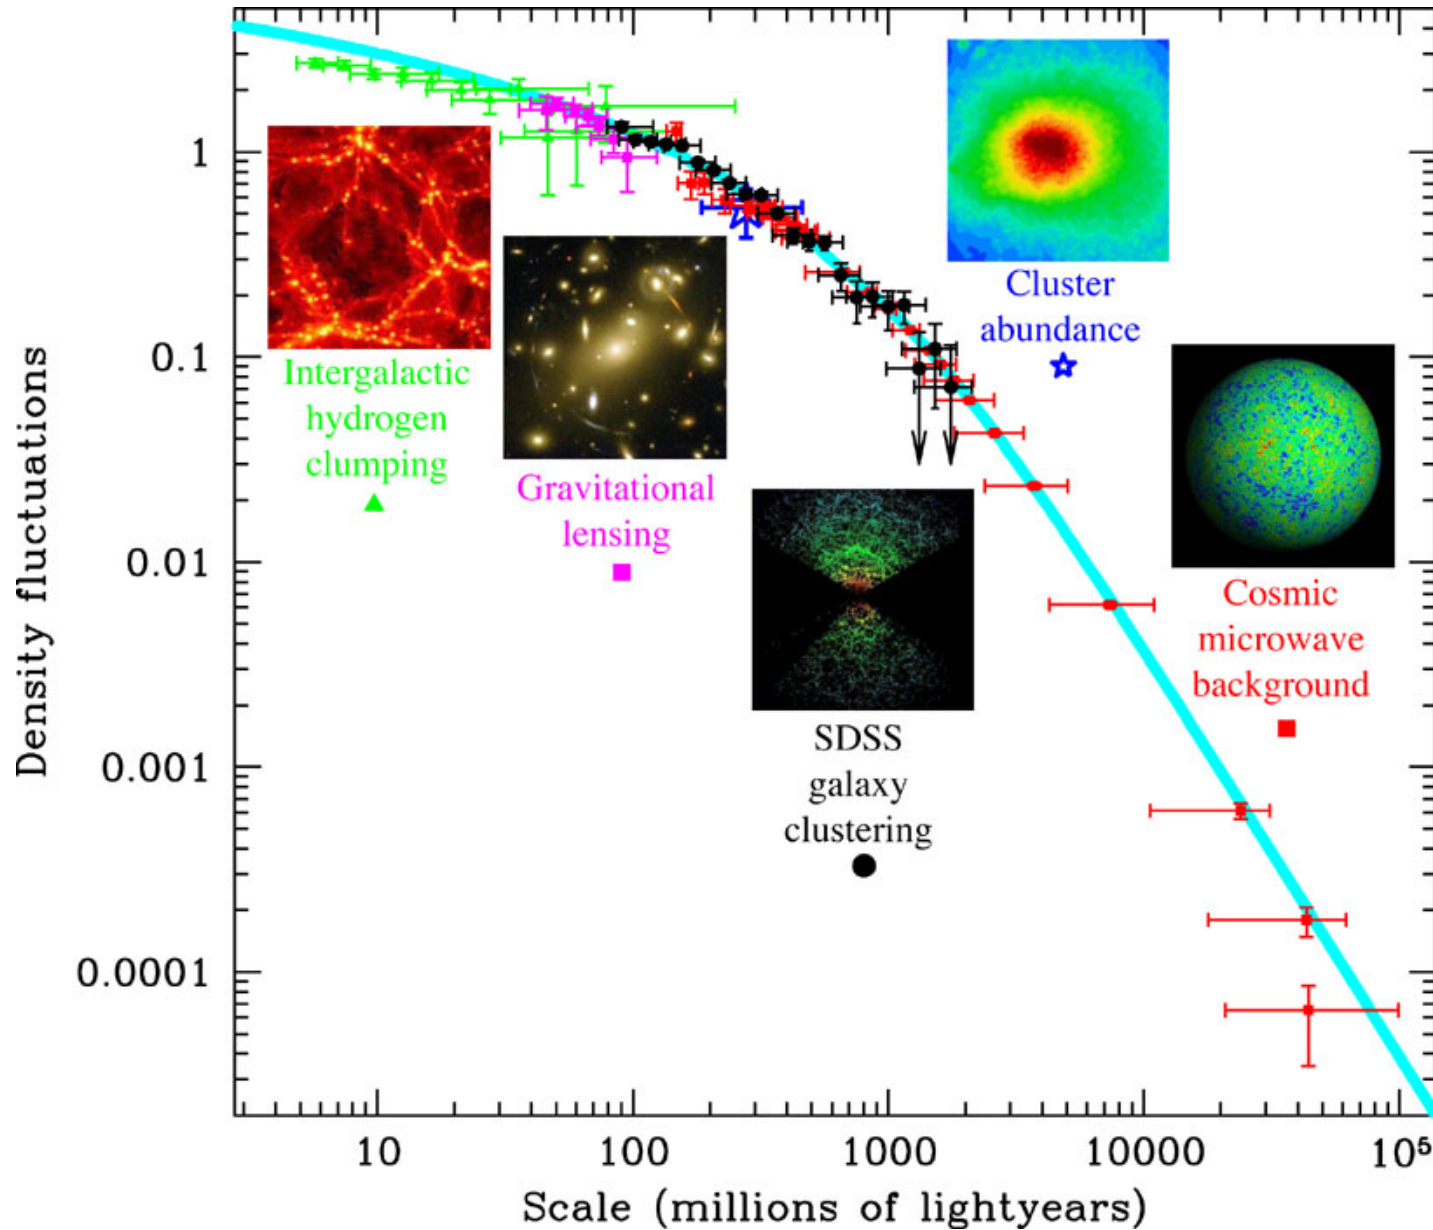 Density fluctuations
1
0.1
0.01
0.001
0.0001
Intergalactic
hydrogen
clumping
Gravitational
lensing
Cluster
abundance
SDSS
galaxy
clustering
Cosmic
microwave
background
10
100
1000
10000
10⁵
Scale (millions of lightyears)